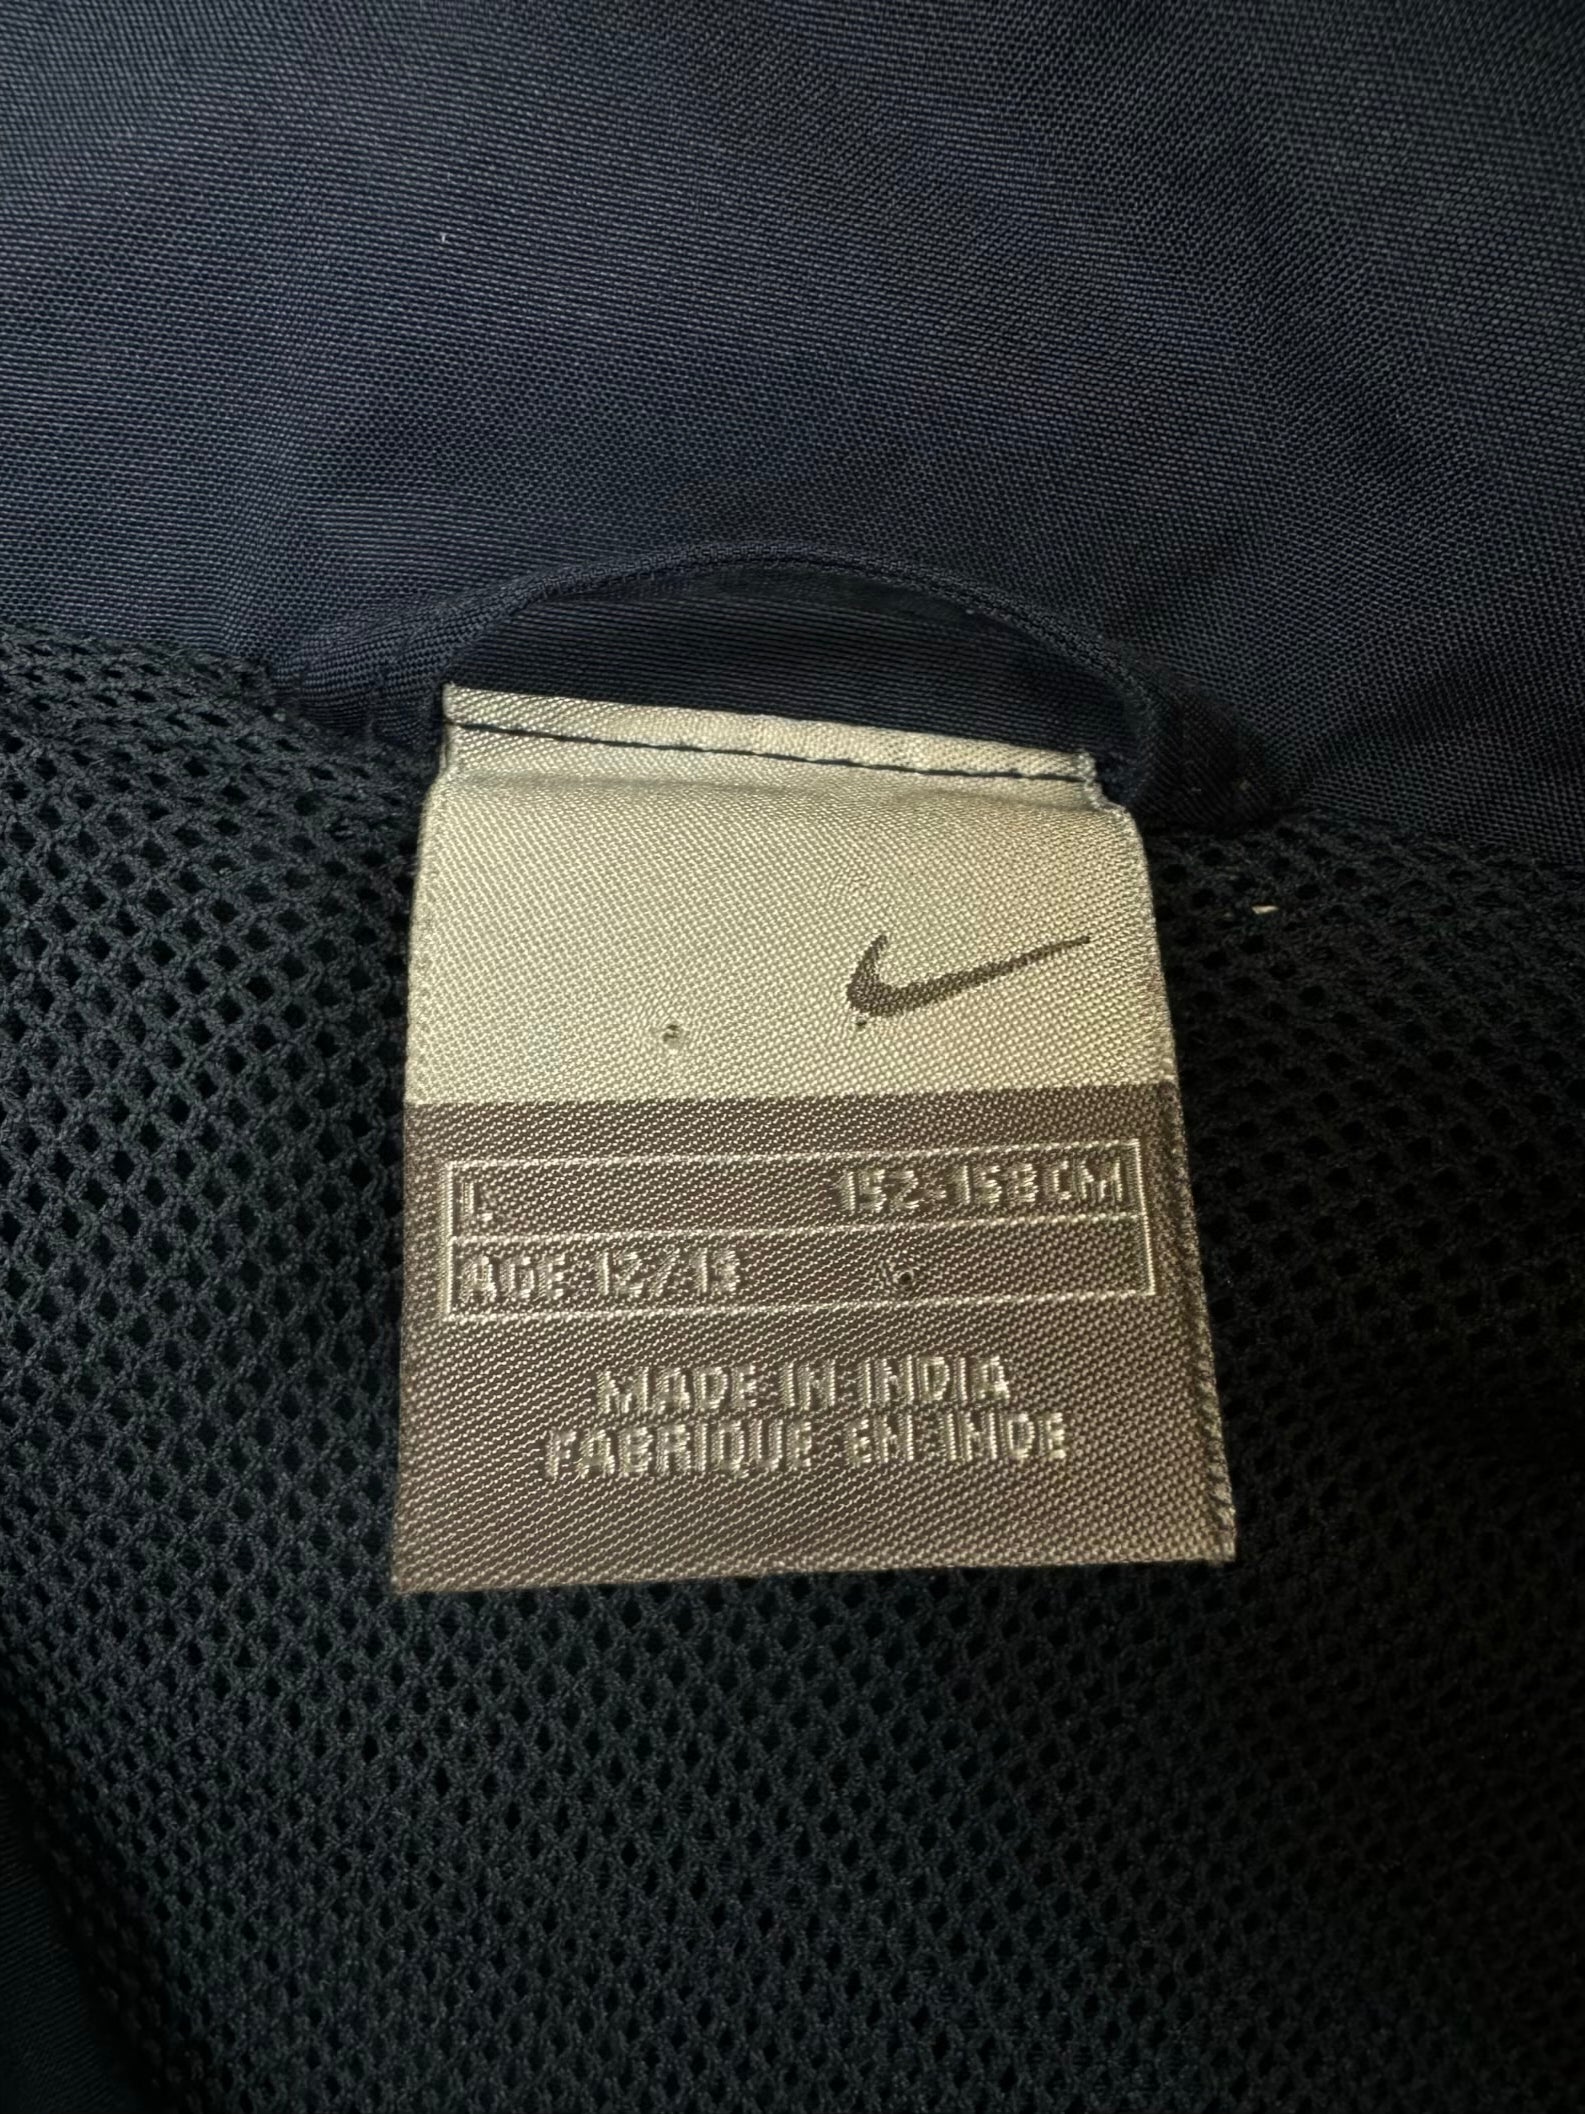 L 152-158CM
AGE 12/13
MADE IN INDIA
FABRIQUE EN INDE